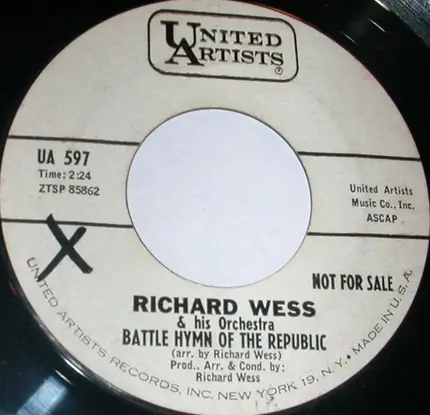 UNITED
ARTISTS
®
UA 597
Time: 2:24
ZTSP 85862
United Artists
Music Co., Inc.
ASCAP
X
NOT FOR SALE
RICHARD WESS
& his Orchestra
BATTLE HYMN OF THE REPUBLIC
(arr. by Richard Wess)
Prod., Arr. & Cond. by:
Richard Wess
UNITED ARTISTS RECORDS, INC. NEW YORK 19, N.Y. • MADE IN U.S.A.